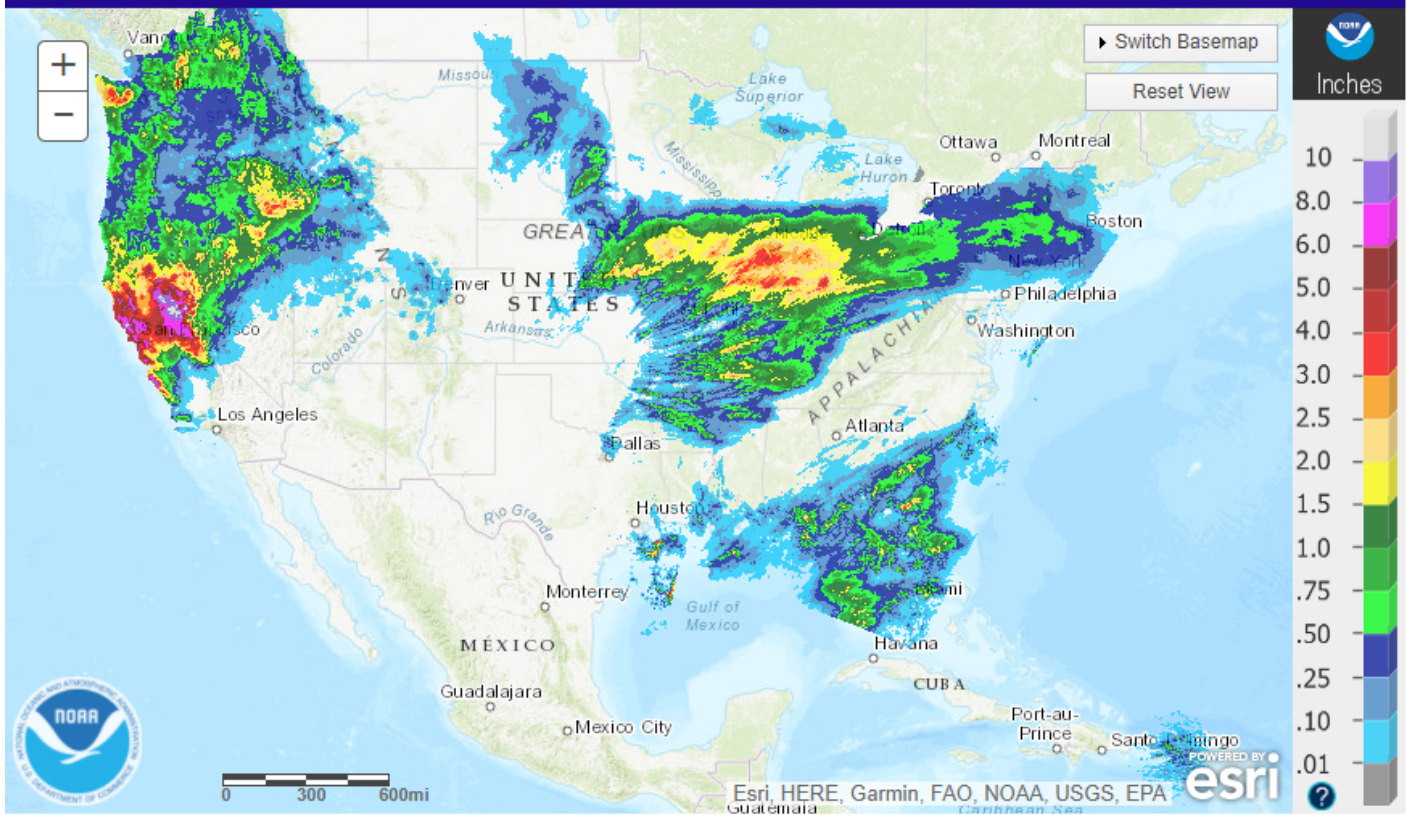 Vanc
+
−
Missou
Lake
Superior
Switch Basemap
Reset View
NOAA
Inches
Ottawa
Montreal
Mississippi
Lake
Huron
Toronto
Boston
GREA
Detroit
New York
UNIT
STATES
Denver
Philadelphia
Washington
Arkansas
San Francisco
Colorado
APPALACHIA
Los Angeles
Atlanta
Dallas
Rio Grande
Houston
Monterrey
Gulf of
Mexico
Miami
MÉXICO
Havana
CUBA
Guadalajara
Mexico City
Port-au-
Prince
Santo Domingo
NATIONAL OCEANIC AND ATMOSPHERIC ADMINISTRATION
NOAA
U.S. DEPARTMENT OF COMMERCE
0 300 600mi
Esri, HERE, Garmin, FAO, NOAA, USGS, EPA
POWERED BY
esri
Guatemala
Caribbean Sea
10
8.0
6.0
5.0
4.0
3.0
2.5
2.0
1.5
1.0
.75
.50
.25
.10
.01
?